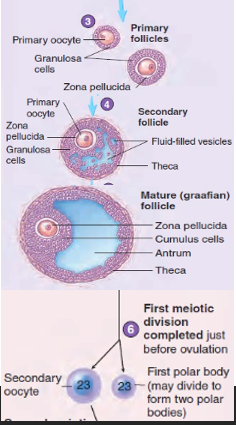 3
Primary
follicles
Primary oocyte
Granulosa
cells
Zona pellucida
4
Primary
oocyte
Secondary
follicle
Zona
pellucida
Fluid-filled vesicles
Granulosa
cells
Theca
Mature (graafian)
follicle
Zona pellucida
Cumulus cells
Antrum
Theca
First meiotic
division
6
completed just
before ovulation
Secondary
oocyte
23
23
First polar body
(may divide to
form two polar
bodies)